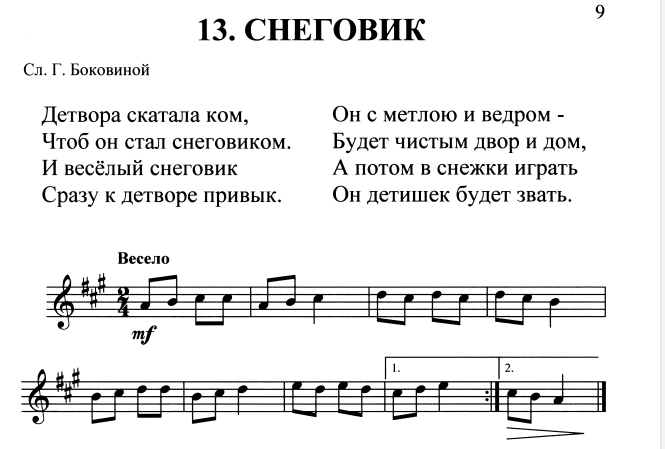 9
13. СНЕГОВИК
Сл. Г. Боковиной
Детвора скатала ком,
Чтоб он стал снеговиком.
И весёлый снеговик
Сразу к детворе привык.
Он с метлою и ведром -
Будет чистым двор и дом,
А потом в снежки играть
Он детишек будет звать.
Весело
2
4
mf
1.
2.